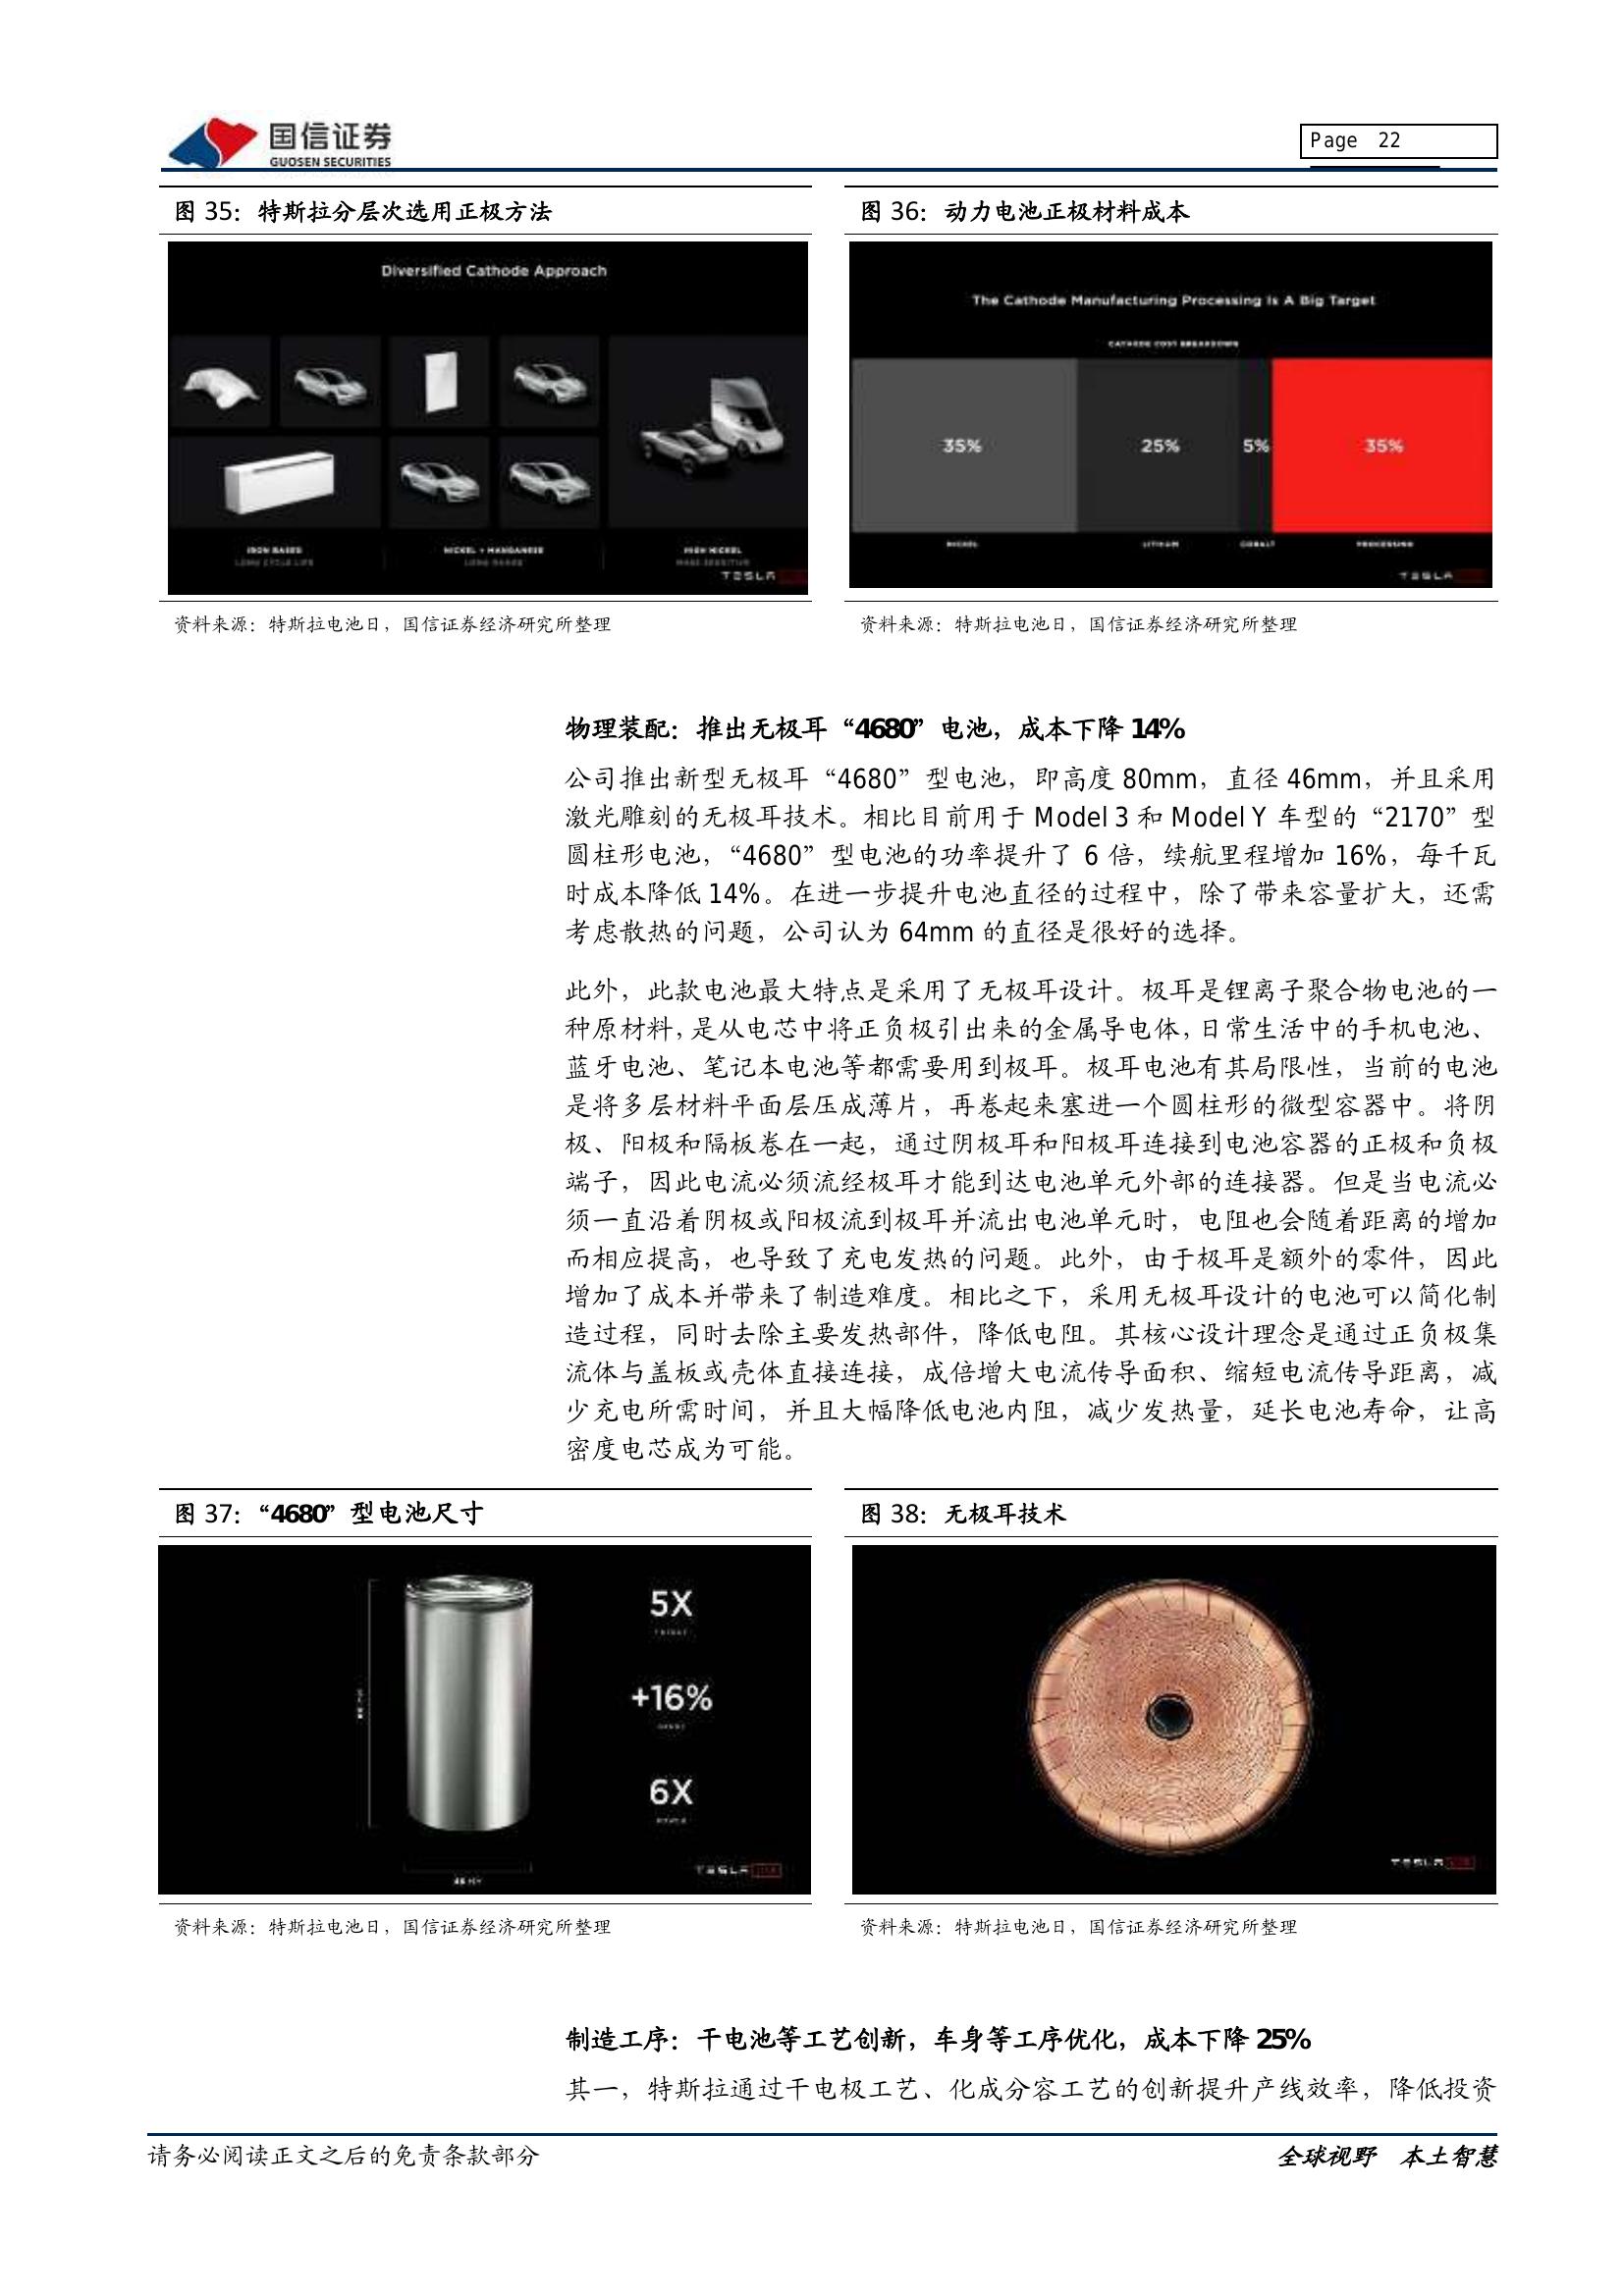 国信证券
GUOSEN SECURITIES
Page 22
图 35：特斯拉分层次选用正极方法
Diversified Cathode Approach
IRON BASED
NICKEL + MANGANESE
HIGH NICKEL
LONG CYCLE LIFE
LONG RANGE
MASS SENSITIVE
TESLA
资料来源：特斯拉电池日，国信证券经济研究所整理
图 36：动力电池正极材料成本
The Cathode Manufacturing Processing Is A Big Target
CATHODE COST BREAKDOWN
35%
25%
5%
35%
NICKEL
LITHIUM
COBALT
PROCESSING
TESLA
资料来源：特斯拉电池日，国信证券经济研究所整理
物理装配：推出无极耳“4680”电池，成本下降 14%
公司推出新型无极耳“4680”型电池，即高度 80mm，直径 46mm，并且采用
激光雕刻的无极耳技术。相比目前用于 Model 3 和 Model Y 车型的“2170”型
圆柱形电池，“4680”型电池的功率提升了 6 倍，续航里程增加 16%，每千瓦
时成本降低 14%。在进一步提升电池直径的过程中，除了带来容量扩大，还需
考虑散热的问题，公司认为 64mm 的直径是很好的选择。
此外，此款电池最大特点是采用了无极耳设计。极耳是锂离子聚合物电池的一
种原材料，是从电芯中将正负极引出来的金属导电体，日常生活中的手机电池、
蓝牙电池、笔记本电池等都需要用到极耳。极耳电池有其局限性，当前的电池
是将多层材料平面层压成薄片，再卷起来塞进一个圆柱形的微型容器中。将阴
极、阳极和隔板卷在一起，通过阴极耳和阳极耳连接到电池容器的正极和负极
端子，因此电流必须流经极耳才能到达电池单元外部的连接器。但是当电流必
须一直沿着阴极或阳极流到极耳并流出电池单元时，电阻也会随着距离的增加
而相应提高，也导致了充电发热的问题。此外，由于极耳是额外的零件，因此
增加了成本并带来了制造难度。相比之下，采用无极耳设计的电池可以简化制
造过程，同时去除主要发热部件，降低电阻。其核心设计理念是通过正负极集
流体与盖板或壳体直接连接，成倍增大电流传导面积、缩短电流传导距离，减
少充电所需时间，并且大幅降低电池内阻，减少发热量，延长电池寿命，让高
密度电芯成为可能。
图 37：“4680”型电池尺寸
5X
+16%
6X
TESLA
资料来源：特斯拉电池日，国信证券经济研究所整理
图 38：无极耳技术
TESLA
资料来源：特斯拉电池日，国信证券经济研究所整理
制造工序：干电池等工艺创新，车身等工序优化，成本下降 25%
其一，特斯拉通过干电极工艺、化成分容工艺的创新提升产线效率，降低投资
请务必阅读正文之后的免责条款部分
全球视野 本土智慧